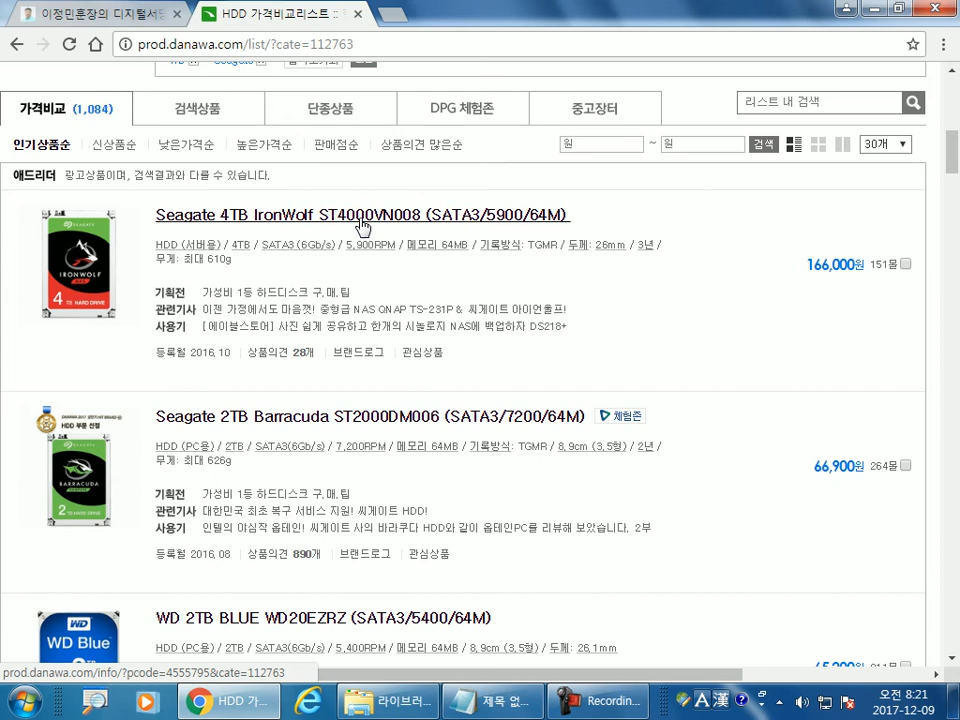 이정민훈장의 디지털서당
HDD 가격비교리스트 ::
prod.danawa.com/list/?cate=112763
가격비교 (1,084)
검색상품
단종상품
DPG 체험존
중고장터
리스트 내 검색
인기상품순
신상품순
낮은가격순
높은가격순
판매점순
상품의견 많은순
원 ~ 원 검색
30개
애드리더 광고상품이며, 검색결과와 다를 수 있습니다.
Seagate 4TB IronWolf ST4000VN008 (SATA3/5900/64M)
HDD (서버용) / 4TB / SATA3 (6Gb/s) / 5,900RPM / 메모리 64MB / 기록방식: TGMR / 두께: 26mm / 3년 /
무게: 최대 610g
166,000원 151몰
기획전 가성비 1등 하드디스크 구,매,팁
관련기사 이젠 가정에서도 마음껏! 중형급 NAS QNAP TS-231P & 씨게이트 아이언울프!
사용기 [에이블스토어] 사진 쉽게 공유하고 한개의 시놀로지 NAS에 백업하자 DS218+
등록월 2016.10 상품의견 28개 브랜드로그 관심상품
IRONWOLF
NAS
4 TB HARD DRIVE
Seagate 2TB Barracuda ST2000DM006 (SATA3/7200/64M) 체험존
HDD (PC용) / 2TB / SATA3(6Gb/s) / 7,200RPM / 메모리 64MB / 기록방식: TGMR / 8.9cm (3.5형) / 2년 /
무게: 최대 626g
66,900원 264몰
기획전 가성비 1등 하드디스크 구,매,팁
관련기사 대한민국 최초 복구 서비스 지원! 씨게이트 HDD!
사용기 인텔의 야심작 옵테인! 씨게이트 사의 바라쿠다 HDD와 같이 옵테인PC를 리뷰해 보았습니다. 2부
등록월 2016.08 상품의견 890개 브랜드로그 관심상품
HDD 부문 선정
BARRACUDA
2 TB HARD DRIVE
WD 2TB BLUE WD20EZRZ (SATA3/5400/64M)
HDD (PC용) / 2TB / SATA3(6Gb/s) / 5,400RPM / 메모리 64MB / 8.9cm (3.5형) / 두께: 26.1mm
WD
WD Blue
prod.danawa.com/info/?pcode=4555795&cate=112763
HDD 가...
라이브러...
제목 없...
Recordin...
A 漢
오전 8:21
2017-12-09